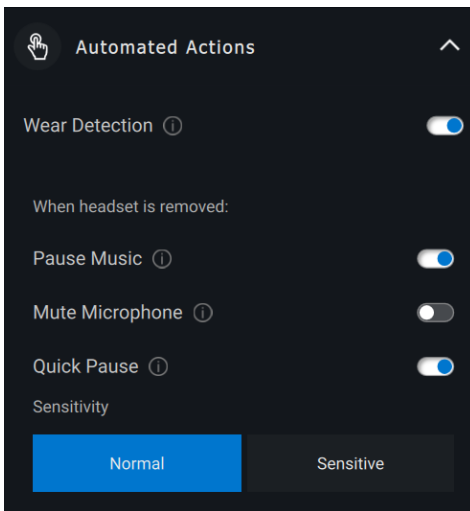 Automated Actions
Wear Detection
When headset is removed:
Pause Music
Mute Microphone
Quick Pause
Sensitivity
Normal Sensitive